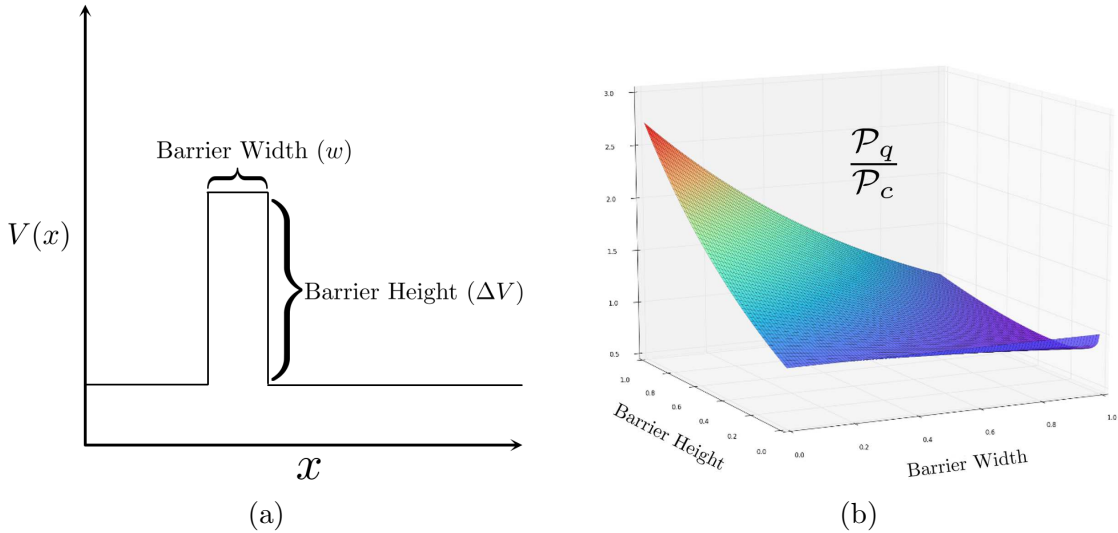 Barrier Width (w)
V(x)
Barrier Height (ΔV)
x
(a)
3.0
2.5
2.0
1.5
1.0
0.5
𝒫q
𝒫c
1.0
0.8
0.6
0.4
0.2
0.0
Barrier Height
0.0
0.2
0.4
0.6
0.8
1.0
Barrier Width
(b)